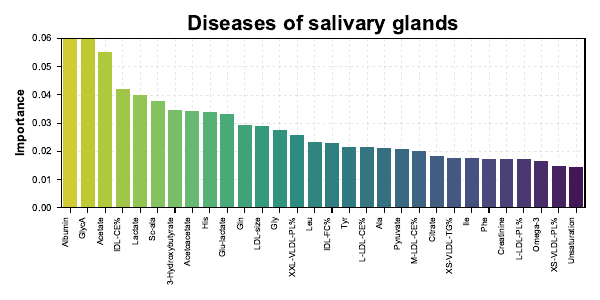 Diseases of salivary glands
Importance
0.06
0.05
0.04
0.03
0.02
0.01
0.00
Albumin
GlycA
Acetate
IDL-CE%
Lactate
Sc-ala
3-Hydroxybutyrate
Acetoacetate
His
Glu-lactate
Gln
LDL-size
Gly
XXL-VLDL-PL%
Leu
IDL-FC%
Tyr
L-LDL-CE%
Ala
Pyruvate
M-LDL-CE%
Citrate
XS-VLDL-TG%
Ile
Phe
Creatinine
L-LDL-PL%
Omega-3
XS-VLDL-PL%
Unsaturation